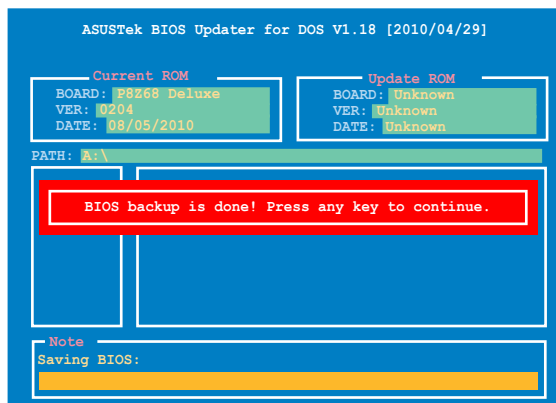 ASUSTek BIOS Updater for DOS V1.18 [2010/04/29]
Current ROM
BOARD: P8Z68 Deluxe
VER: 0204
DATE: 08/05/2010
Update ROM
BOARD: Unknown
VER: Unknown
DATE: Unknown
PATH: A:\
BIOS backup is done! Press any key to continue.
Note
Saving BIOS: